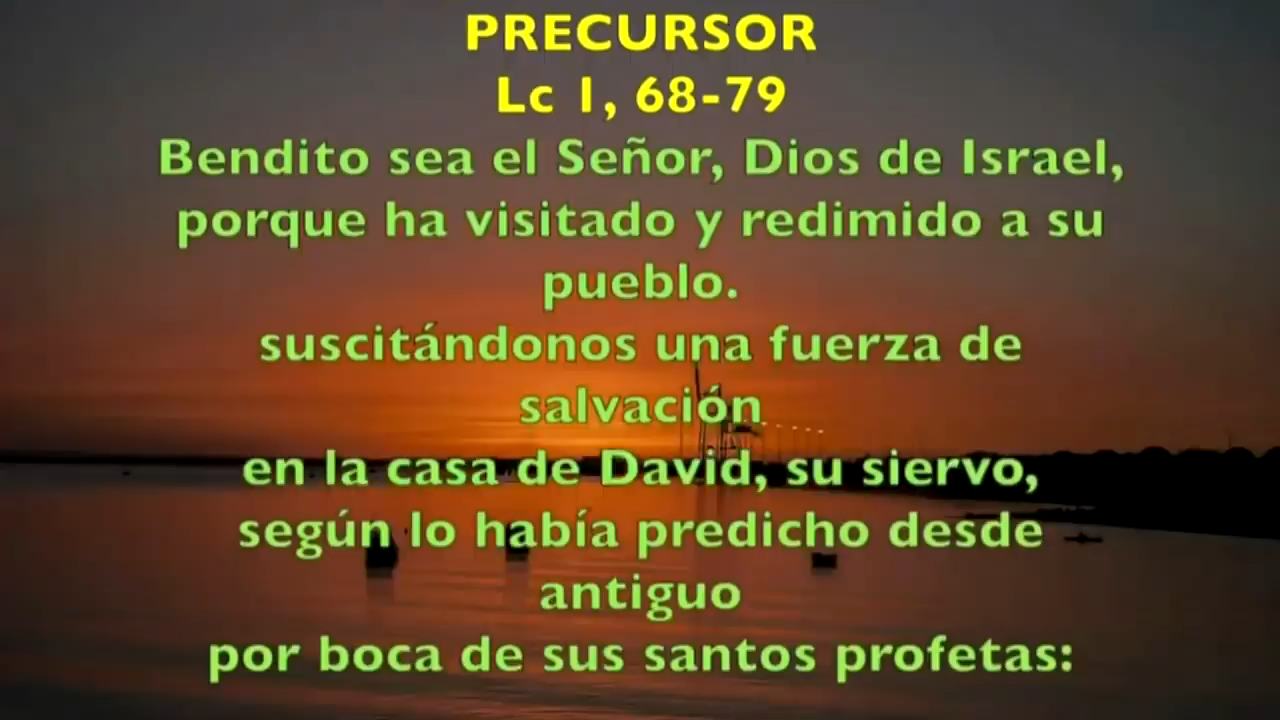 PRECURSOR
Lc 1, 68-79
Bendito sea el Señor, Dios de Israel,
porque ha visitado y redimido a su
pueblo.
suscitándonos una fuerza de
salvación
en la casa de David, su siervo,
según lo había predicho desde
antiguo
por boca de sus santos profetas: